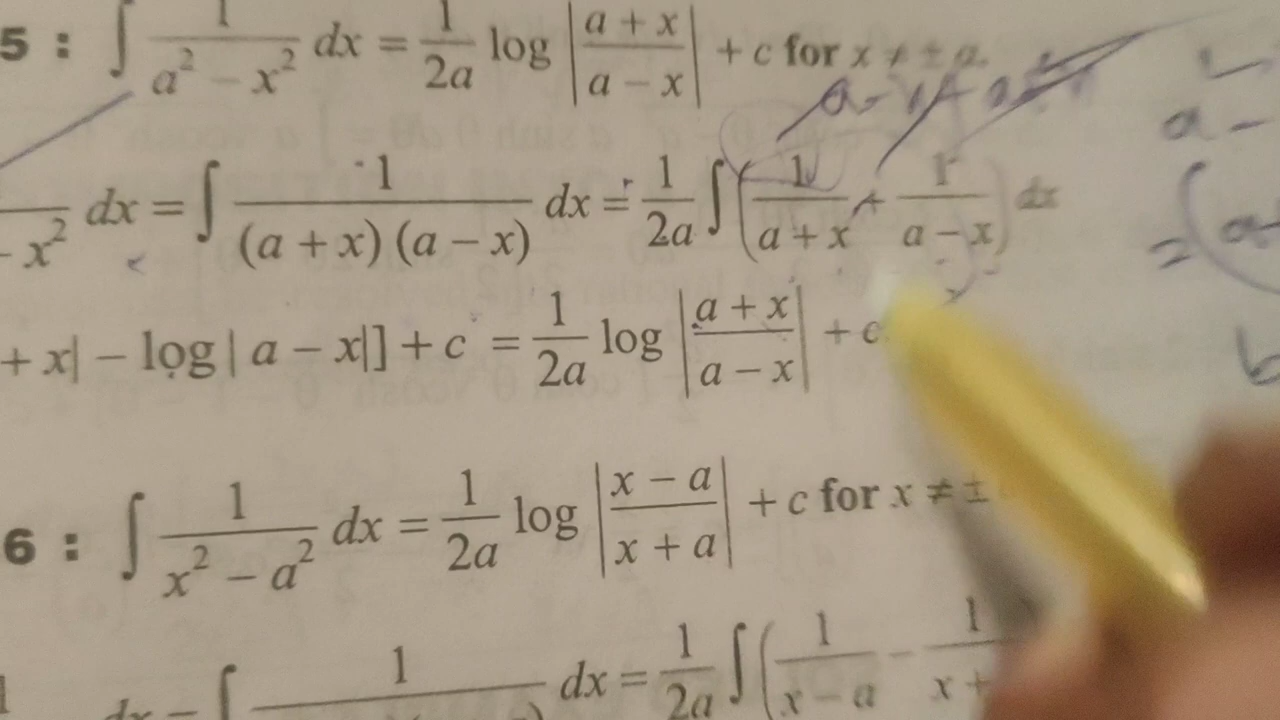 5 : ∫ 1/(a² − x²) dx = 1/(2a) log |(a + x)/(a − x)| + c for x ≠ ± a.
− x² dx = ∫ 1/((a + x) (a − x)) dx = 1/(2a) ∫ (1/(a + x) + 1/(a − x)) dx
+ x| − log | a − x|] + c = 1/(2a) log |(a + x)/(a − x)| + c
6 : ∫ 1/(x² − a²) dx = 1/(2a) log |(x − a)/(x + a)| + c for x ≠ ±
dx = ∫ 1 dx = 1/(2a) ∫ (1/(x − a) − 1/(x +